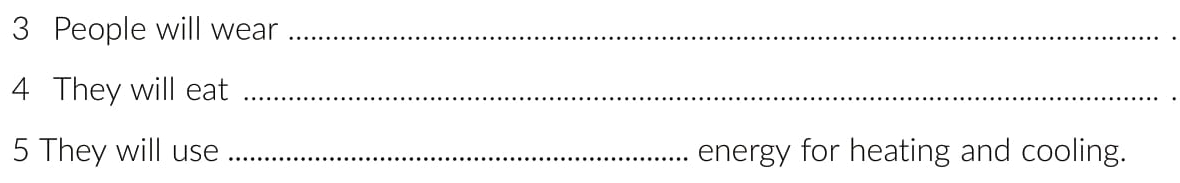 3 People will wear ........................................................................................................................ .
4 They will eat ............................................................................................................................. .
5 They will use ................................................................ energy for heating and cooling.